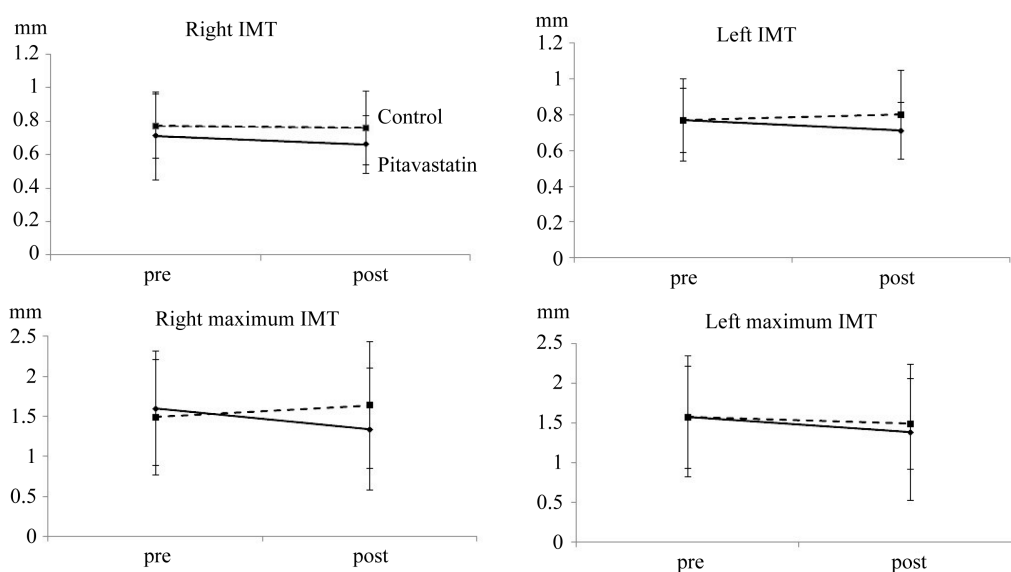 mm
Right IMT
1.2
1
0.8
0.6
0.4
0.2
0
Control
Pitavastatin
pre post
mm
Left IMT
1.2
1
0.8
0.6
0.4
0.2
0
pre post
mm
Right maximum IMT
2.5
2
1.5
1
0.5
0
pre post
mm
Left maximum IMT
2.5
2
1.5
1
0.5
0
pre post